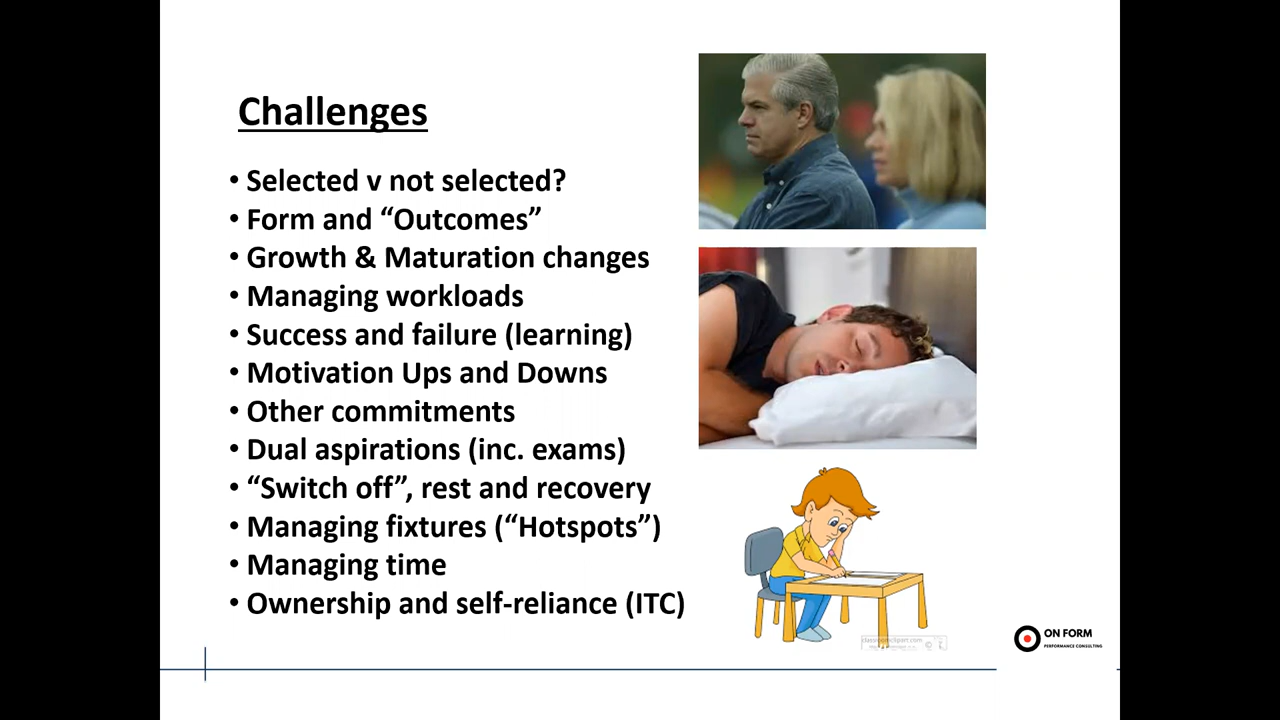 Challenges
• Selected v not selected?
• Form and “Outcomes”
• Growth & Maturation changes
• Managing workloads
• Success and failure (learning)
• Motivation Ups and Downs
• Other commitments
• Dual aspirations (inc. exams)
• “Switch off”, rest and recovery
• Managing fixtures (“Hotspots”)
• Managing time
• Ownership and self-reliance (ITC)
classroomclipart.com
ON FORM
PERFORMANCE CONSULTING